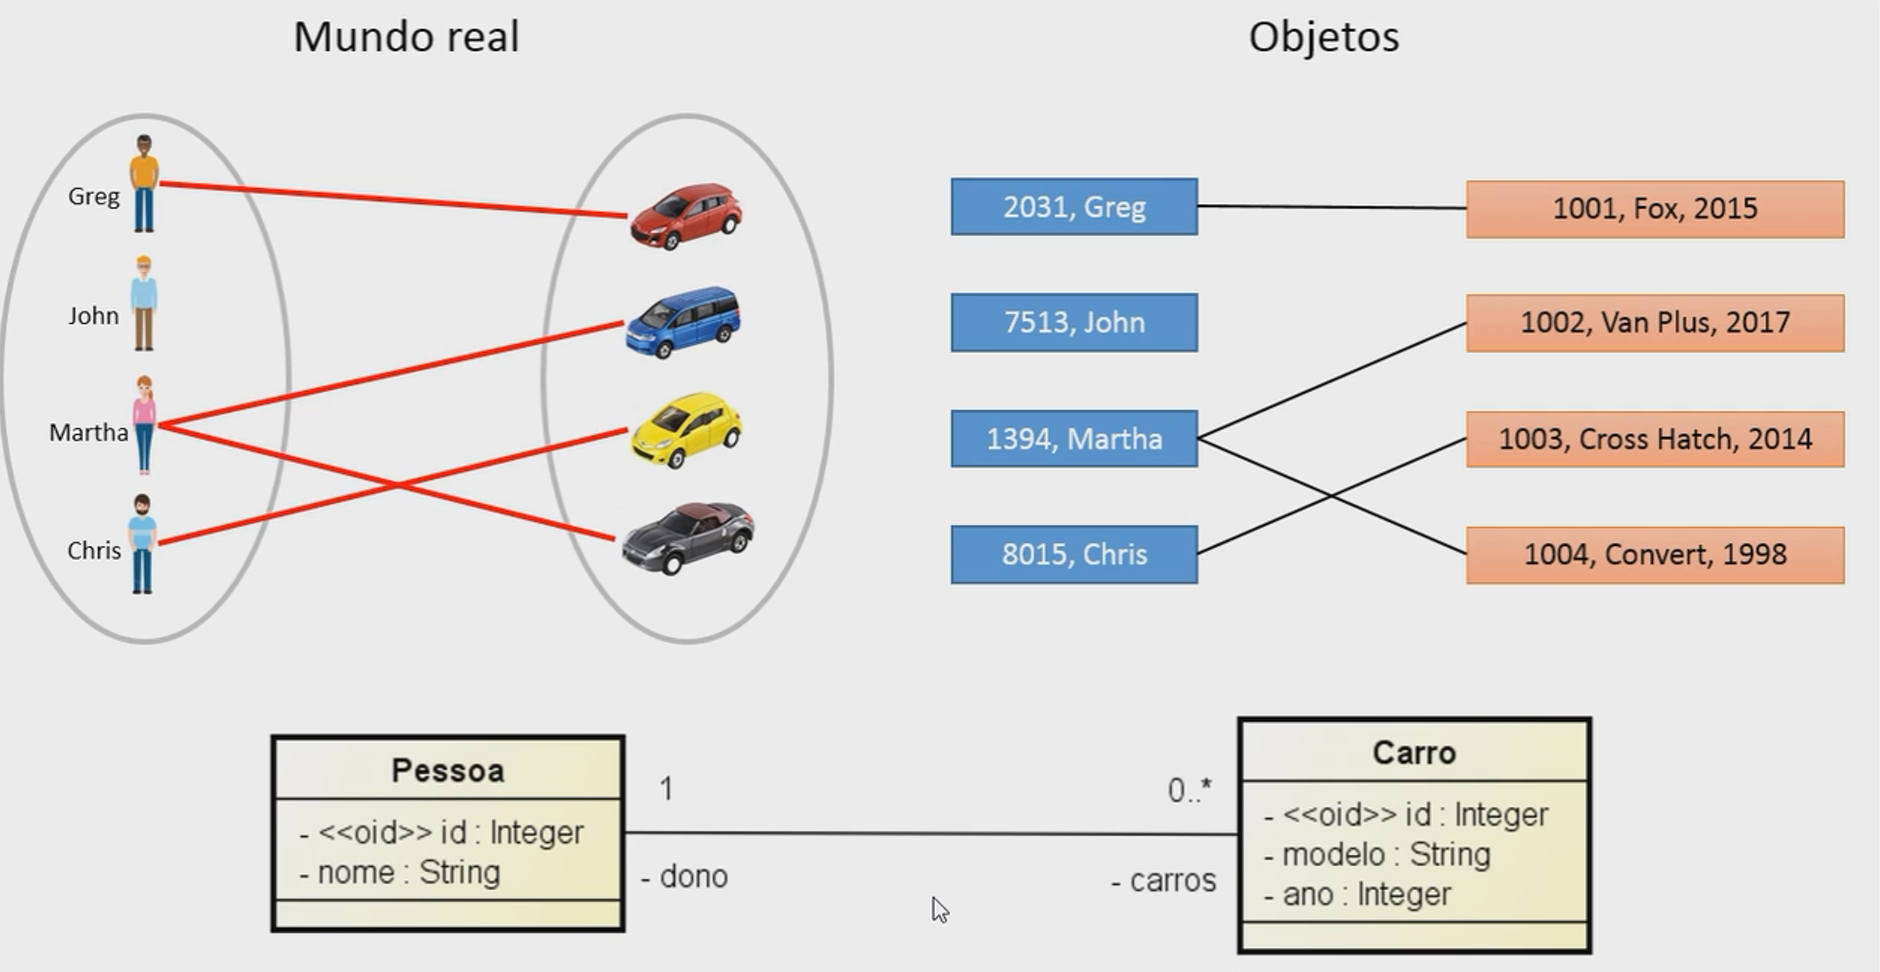 Mundo real
Objetos
Greg
John
Martha
Chris
2031, Greg
7513, John
1394, Martha
8015, Chris
1001, Fox, 2015
1002, Van Plus, 2017
1003, Cross Hatch, 2014
1004, Convert, 1998
Pessoa
- <<oid>> id : Integer
- nome : String
1
- dono
0..*
- carros
Carro
- <<oid>> id : Integer
- modelo : String
- ano : Integer